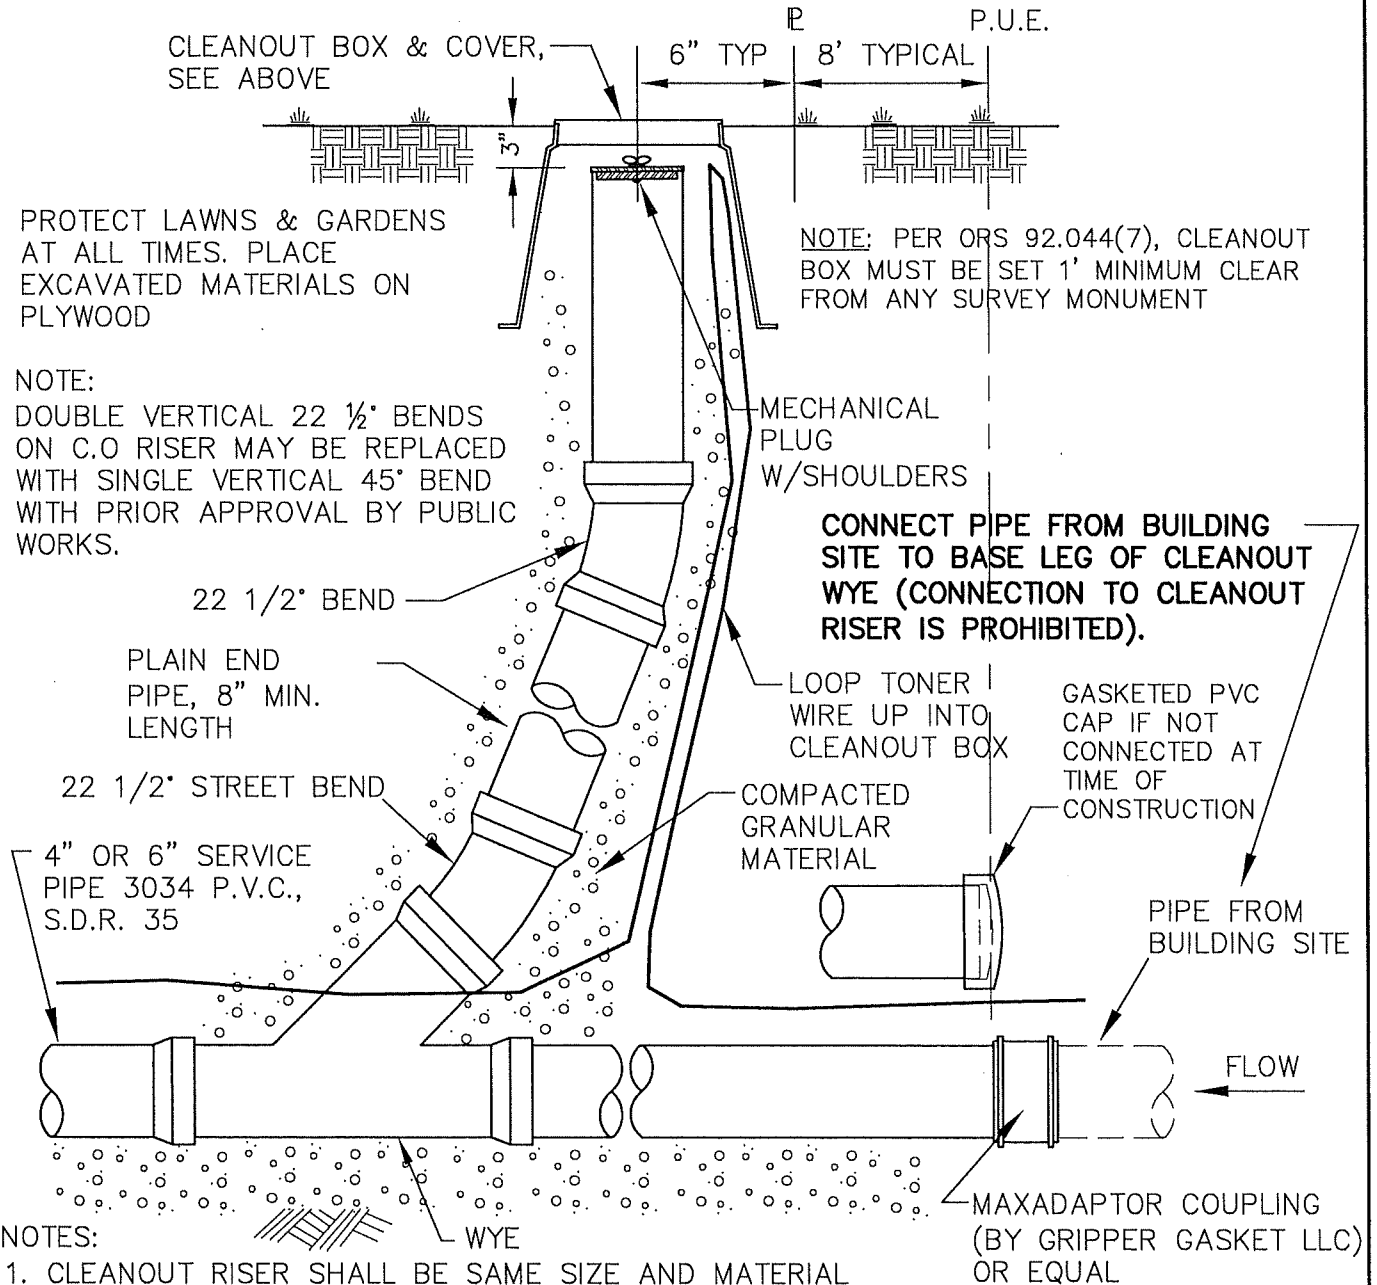 ℄ P.U.E.
CLEANOUT BOX & COVER,
SEE ABOVE
6" TYP 8' TYPICAL
3"
PROTECT LAWNS & GARDENS
AT ALL TIMES. PLACE
EXCAVATED MATERIALS ON
PLYWOOD
NOTE: PER ORS 92.044(7), CLEANOUT
BOX MUST BE SET 1' MINIMUM CLEAR
FROM ANY SURVEY MONUMENT
NOTE:
DOUBLE VERTICAL 22 ½° BENDS
ON C.O RISER MAY BE REPLACED
WITH SINGLE VERTICAL 45° BEND
WITH PRIOR APPROVAL BY PUBLIC
WORKS.
MECHANICAL
PLUG
W/SHOULDERS
CONNECT PIPE FROM BUILDING
SITE TO BASE LEG OF CLEANOUT
WYE (CONNECTION TO CLEANOUT
RISER IS PROHIBITED).
22 1/2° BEND
PLAIN END
PIPE, 8" MIN.
LENGTH
LOOP TONER
WIRE UP INTO
CLEANOUT BOX
GASKETED PVC
CAP IF NOT
CONNECTED AT
TIME OF
CONSTRUCTION
22 1/2° STREET BEND
COMPACTED
GRANULAR
MATERIAL
4" OR 6" SERVICE
PIPE 3034 P.V.C.,
S.D.R. 35
PIPE FROM
BUILDING SITE
FLOW
WYE
MAXADAPTOR COUPLING
(BY GRIPPER GASKET LLC)
OR EQUAL
NOTES:
1. CLEANOUT RISER SHALL BE SAME SIZE AND MATERIAL